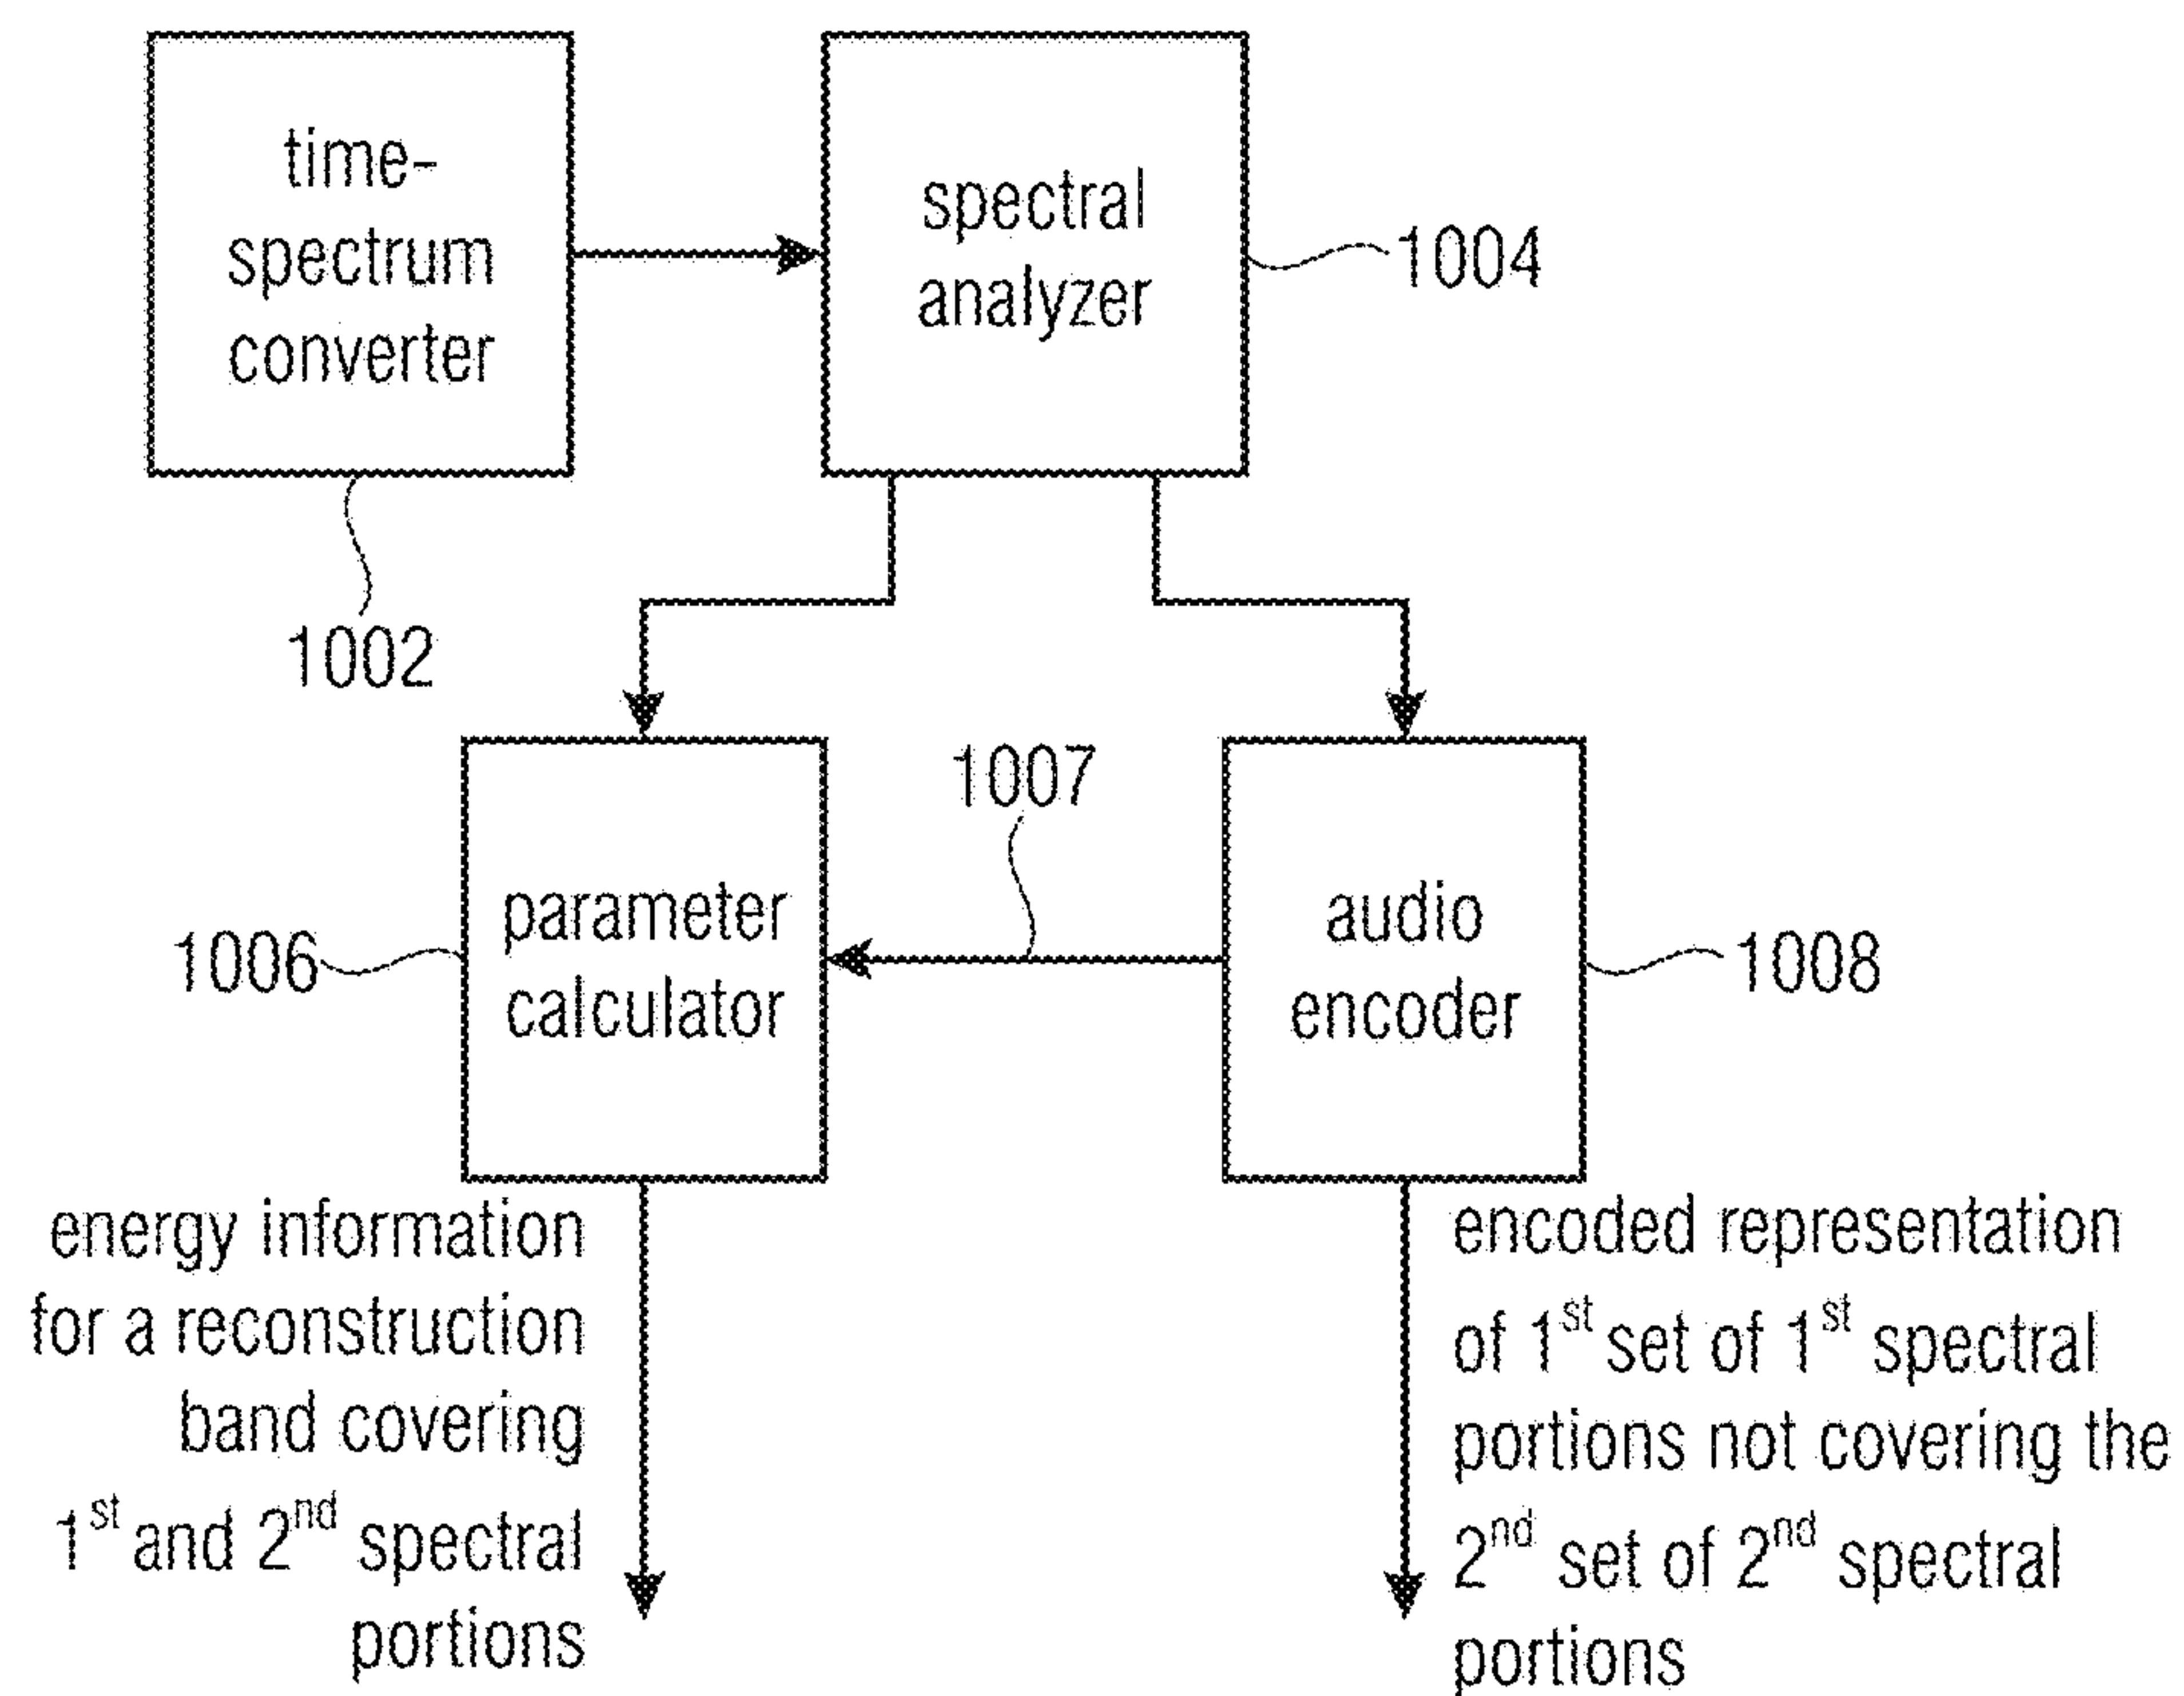 time-
spectrum
converter
spectral
analyzer
1004
1002
1007
parameter
calculator
audio
encoder
1006
1008
energy information
for a reconstruction
band covering
1st and 2nd spectral
portions
encoded representation
of 1st set of 1st spectral
portions not covering the
2nd set of 2nd spectral
portions